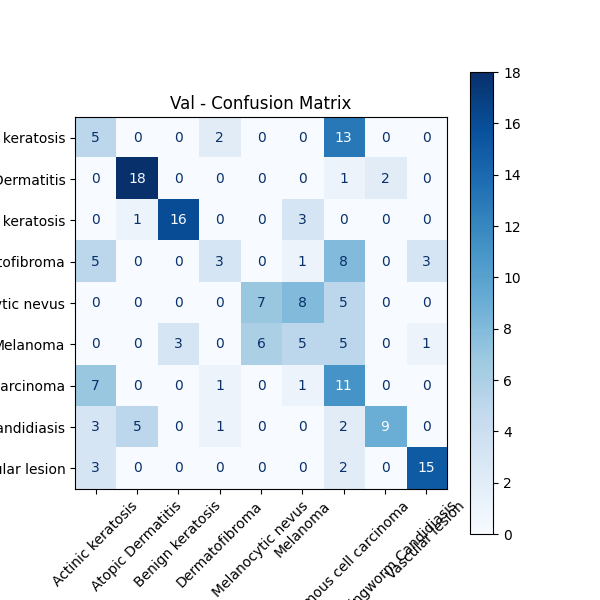 Val - Confusion Matrix
keratosis 5 0 0 2 0 0 13 0 0
Dermatitis 0 18 0 0 0 0 1 2 0
keratosis 0 1 16 0 0 3 0 0 0
tofibroma 5 0 0 3 0 1 8 0 3
ytic nevus 0 0 0 0 7 8 5 0 0
Melanoma 0 0 3 0 6 5 5 0 1
arcinoma 7 0 0 1 0 1 11 0 0
andidiasis 3 5 0 1 0 0 2 9 0
ular lesion 3 0 0 0 0 0 2 0 15
Actinic keratosis
Atopic Dermatitis
Benign keratosis
Dermatofibroma
Melanocytic nevus
Melanoma
mous cell carcinoma
ngworm Candidiasis
Vascular lesion
18
16
14
12
10
8
6
4
2
0